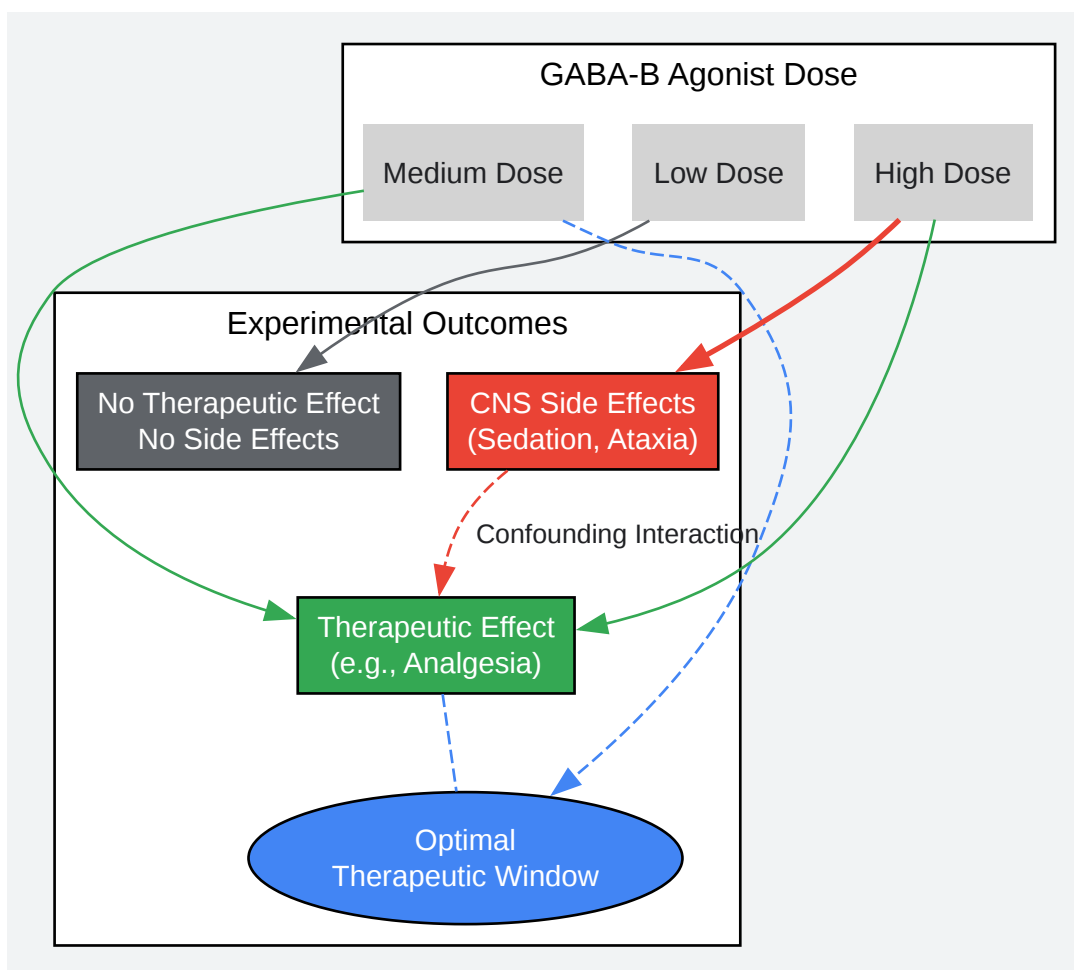 GABA-B Agonist Dose
Medium Dose
Low Dose
High Dose
Experimental Outcomes
No Therapeutic Effect
No Side Effects
CNS Side Effects
(Sedation, Ataxia)
Confounding Interaction
Therapeutic Effect
(e.g., Analgesia)
Optimal
Therapeutic Window